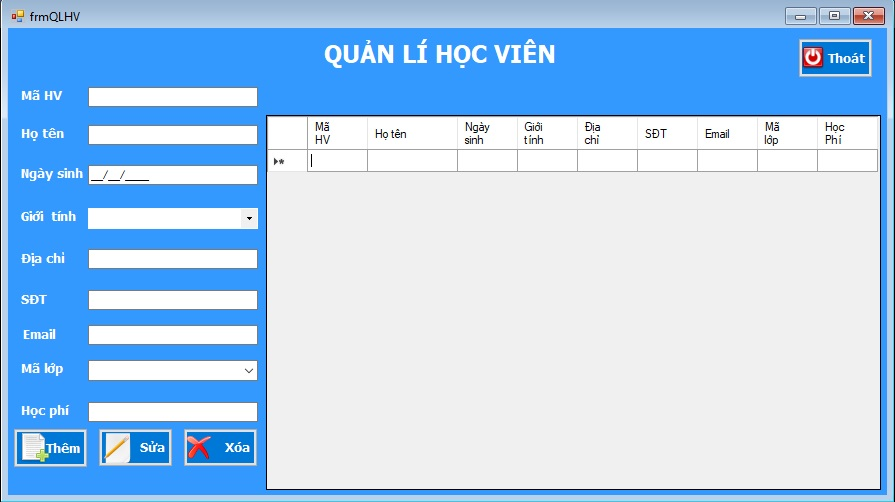 frmQLHV
QUẢN LÍ HỌC VIÊN
Thoát
Mã HV
Họ tên
Ngày sinh
__/__/____
Giới tính
Địa chỉ
SĐT
Email
Mã lớp
Học phí
Thêm
Sửa
Xóa
Mã
HV
Họ tên
Ngày
sinh
Giới
tính
Địa
chỉ
SĐT
Email
Mã
lớp
Học
Phí